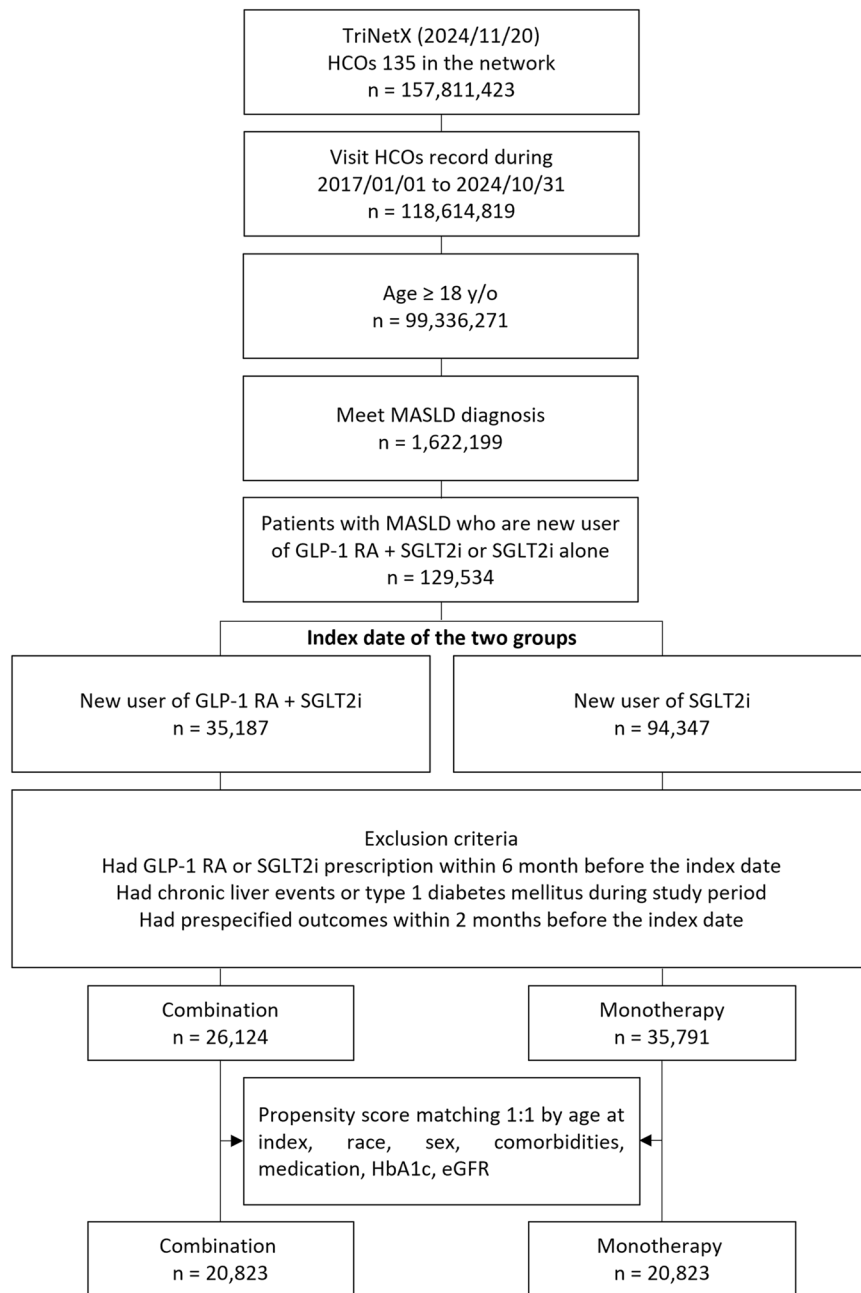 TriNetX (2024/11/20)
HCOs 135 in the network
n = 157,811,423
Visit HCOs record during
2017/01/01 to 2024/10/31
n = 118,614,819
Age ≥ 18 y/o
n = 99,336,271
Meet MASLD diagnosis
n = 1,622,199
Patients with MASLD who are new user
of GLP-1 RA + SGLT2i or SGLT2i alone
n = 129,534
Index date of the two groups
New user of GLP-1 RA + SGLT2i
n = 35,187
New user of SGLT2i
n = 94,347
Exclusion criteria
Had GLP-1 RA or SGLT2i prescription within 6 month before the index date
Had chronic liver events or type 1 diabetes mellitus during study period
Had prespecified outcomes within 2 months before the index date
Combination
n = 26,124
Monotherapy
n = 35,791
Propensity score matching 1:1 by age at
index, race, sex, comorbidities,
medication, HbA1c, eGFR
Combination
n = 20,823
Monotherapy
n = 20,823